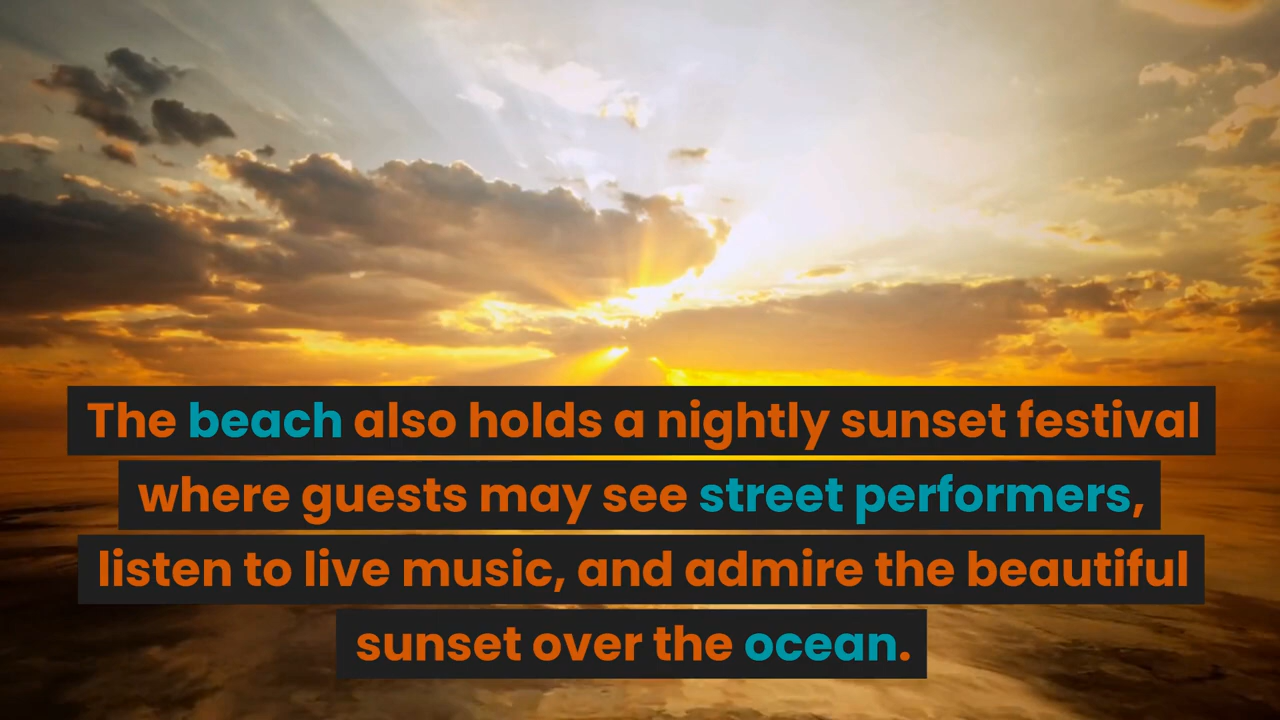 The beach also holds a nightly sunset festival
where guests may see street performers,
listen to live music, and admire the beautiful
sunset over the ocean.